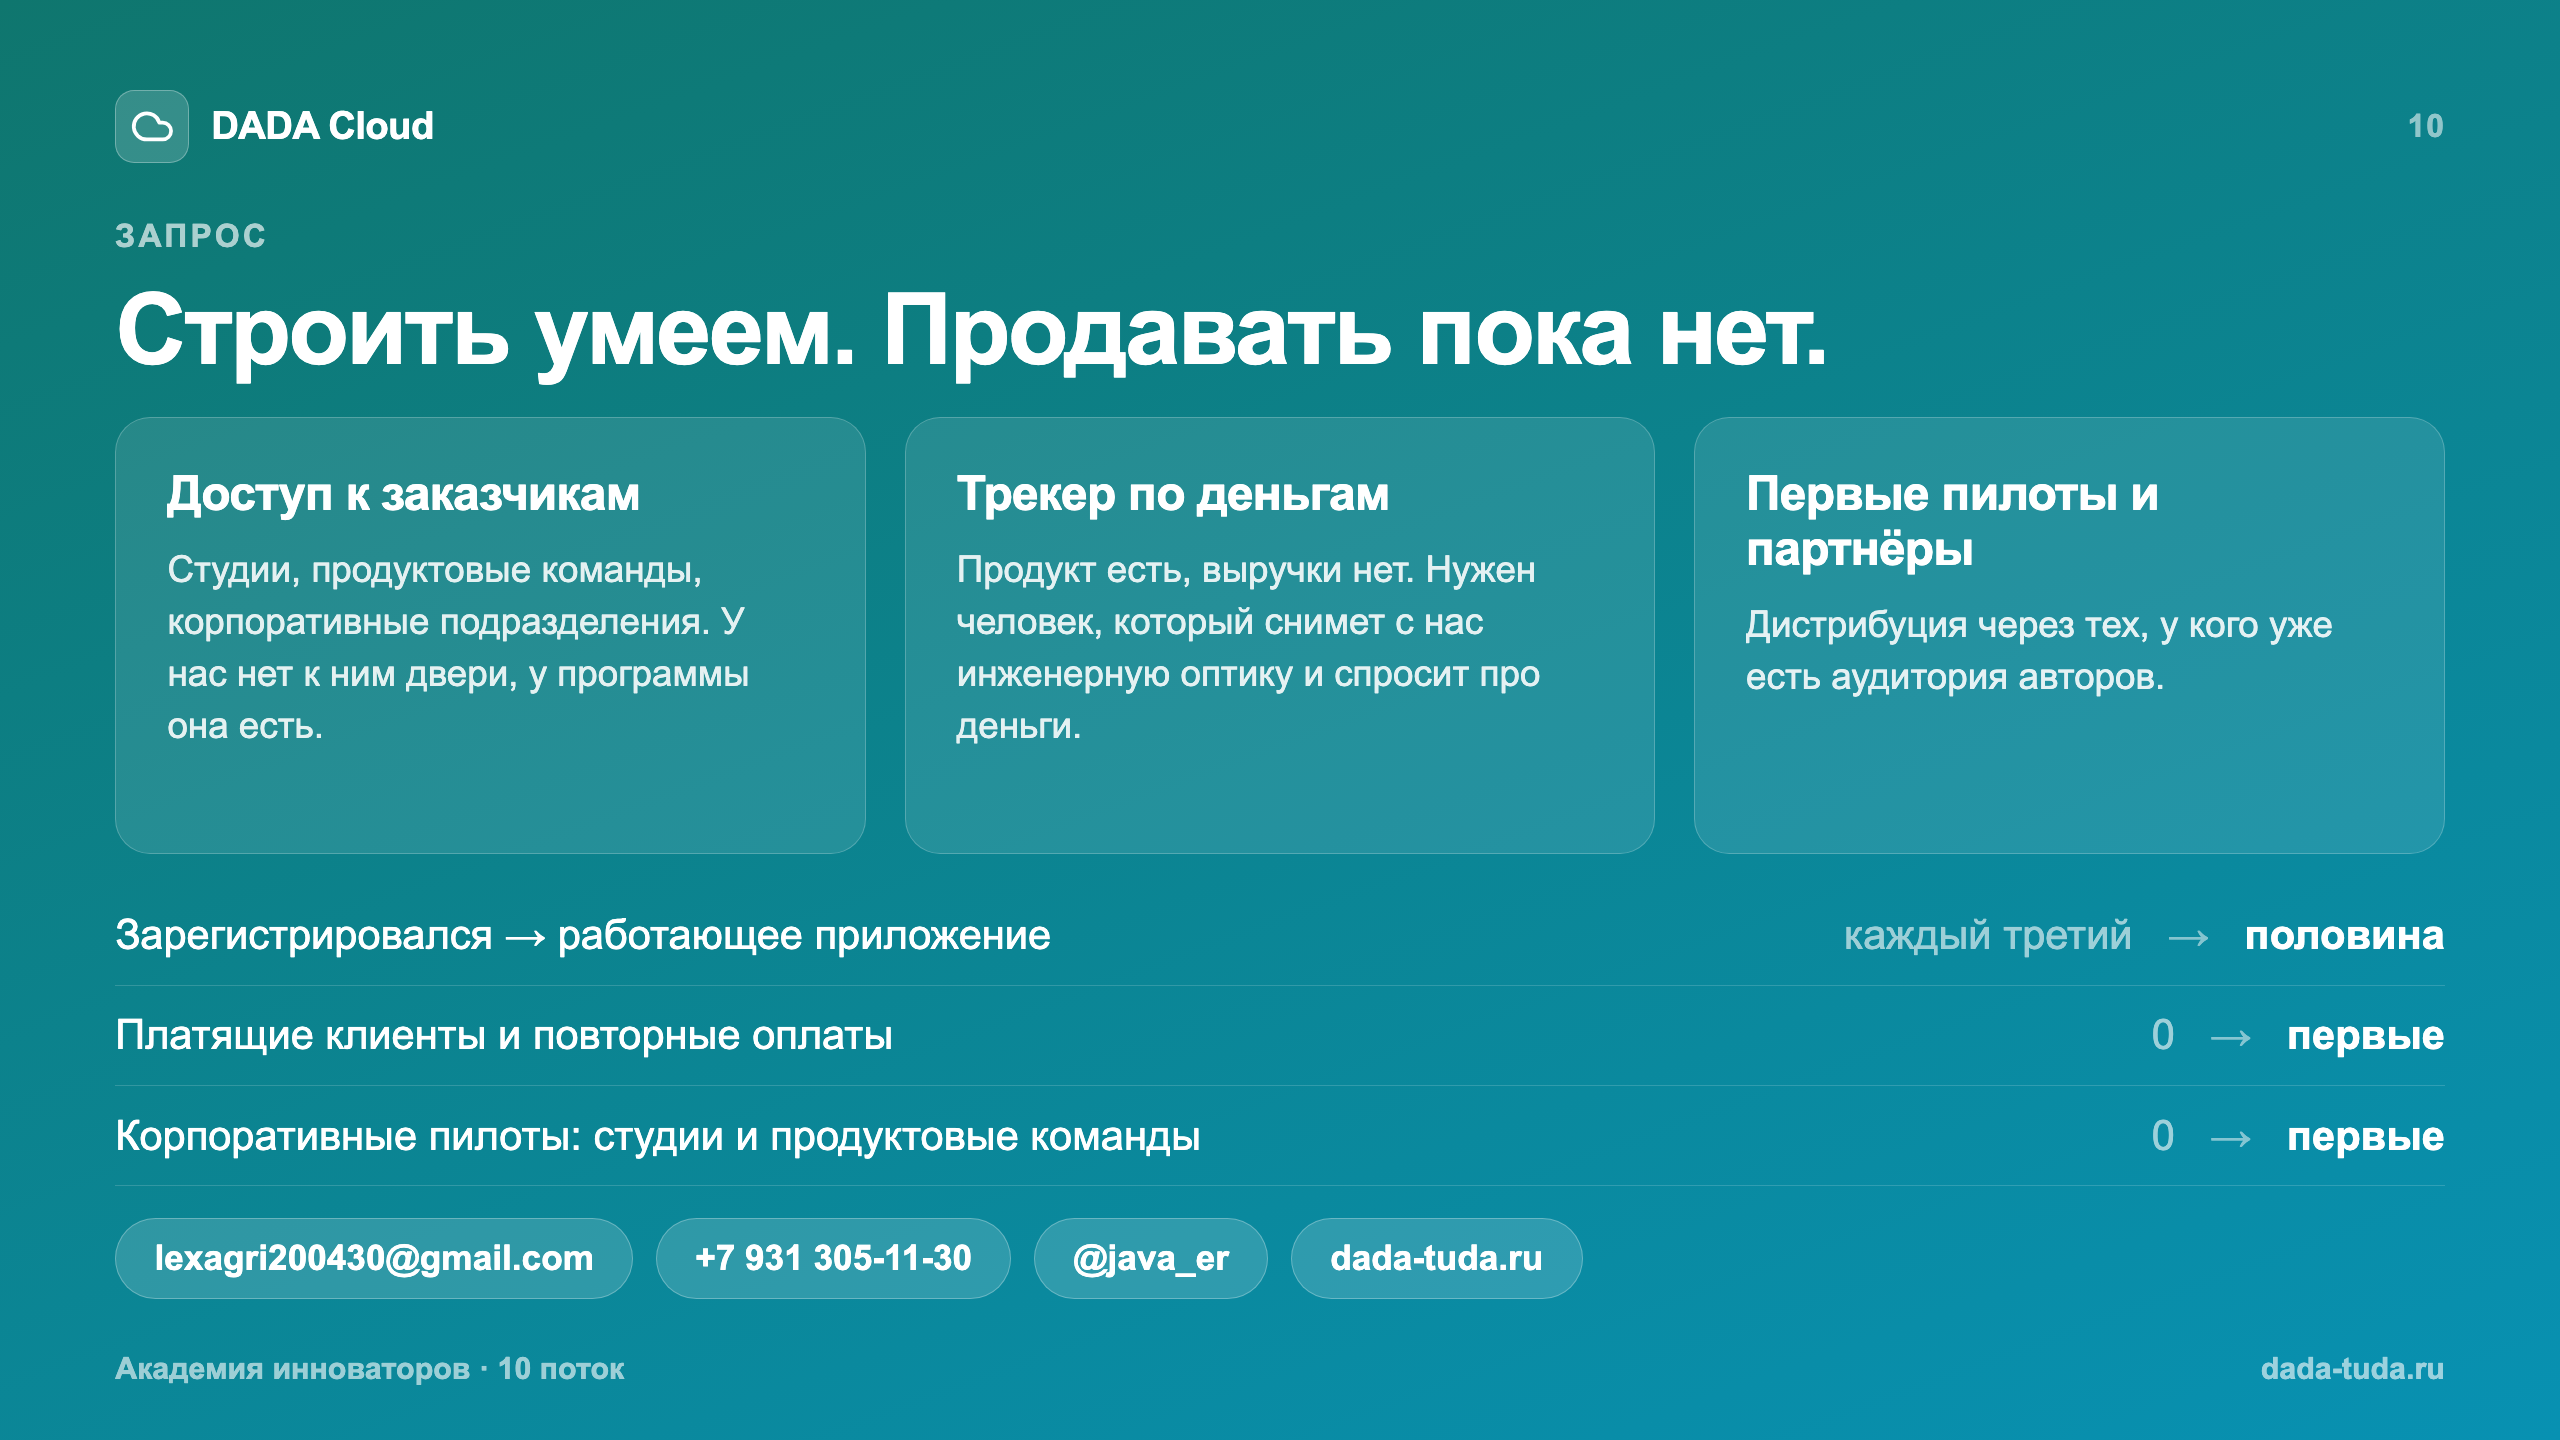 DADA Cloud
10
ЗАПРОС
Строить умеем. Продавать пока нет.
Доступ к заказчикам
Студии, продуктовые команды,
корпоративные подразделения. У
нас нет к ним двери, у программы
она есть.
Трекер по деньгам
Продукт есть, выручки нет. Нужен
человек, который снимет с нас
инженерную оптику и спросит про
деньги.
Первые пилоты и
партнёры
Дистрибуция через тех, у кого уже
есть аудитория авторов.
Зарегистрировался → работающее приложение каждый третий → половина
Платящие клиенты и повторные оплаты 0 → первые
Корпоративные пилоты: студии и продуктовые команды 0 → первые
lexagri200430@gmail.com +7 931 305-11-30 @java_er dada-tuda.ru
Академия инноваторов · 10 поток dada-tuda.ru